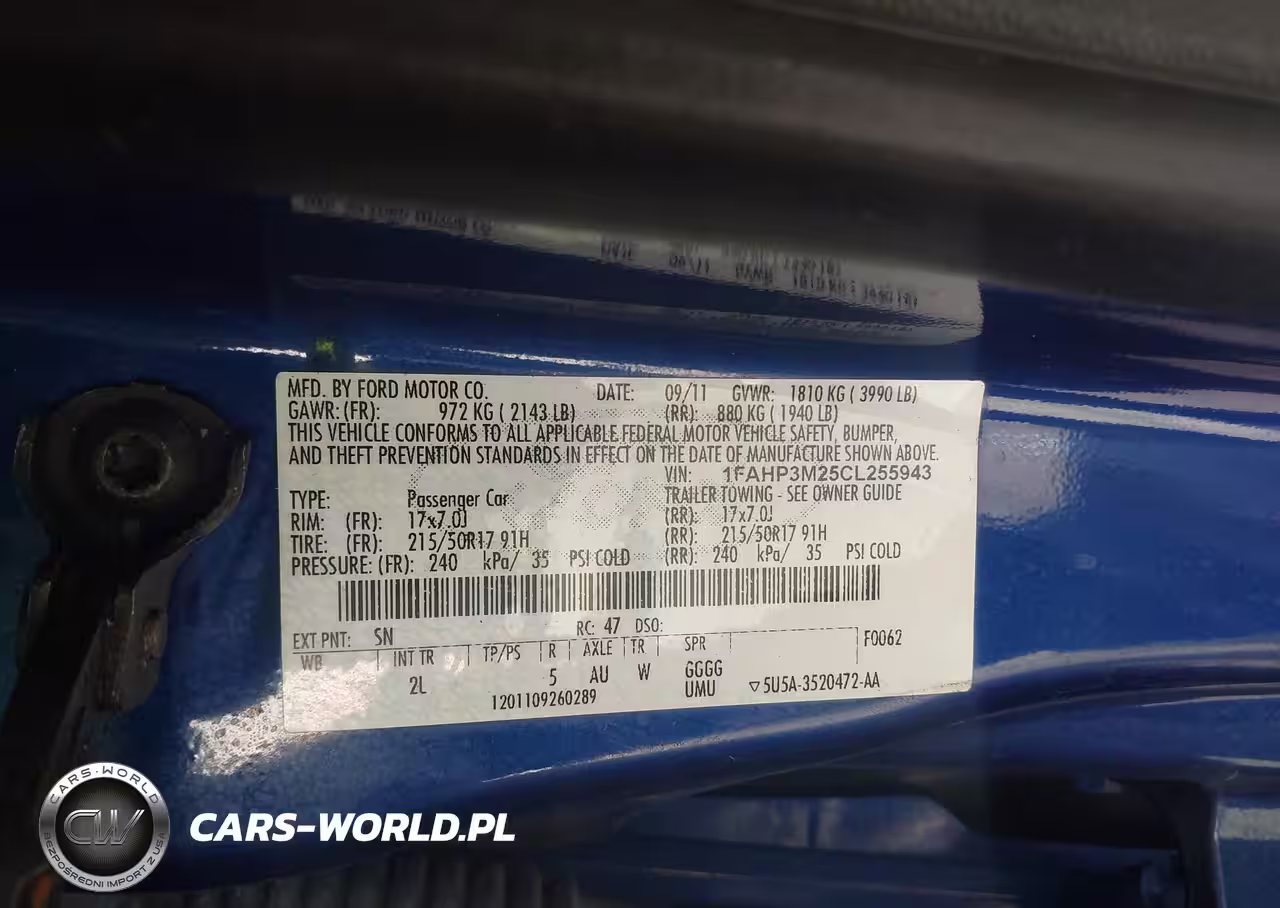 MFD. BY FORD MOTOR CO. DATE: 09/11 GVWR: 1810 KG ( 3990 LB)
GAWR: (FR): 972 KG ( 2143 LB) (RR): 880 KG ( 1940 LB)
THIS VEHICLE CONFORMS TO ALL APPLICABLE FEDERAL MOTOR VEHICLE SAFETY, BUMPER,
AND THEFT PREVENTION STANDARDS IN EFFECT ON THE DATE OF MANUFACTURE SHOWN ABOVE.
VIN: 1FAHP3M25CL255943
TYPE: Passenger Car TRAILER TOWING - SEE OWNER GUIDE
RIM: (FR): 17x7.0J (RR): 17x7.0J
TIRE: (FR): 215/50R17 91H (RR): 215/50R17 91H
PRESSURE: (FR): 240 kPa/ 35 PSI COLD (RR): 240 kPa/ 35 PSI COLD
EXT PNT: SN RC: 47 DSO: F0062
WB INT TR TP/PS R AXLE TR SPR
2L 5 AU W GGGG
1201109260289 UMU ▽5U5A-3520472-AA
CARS-WORLD
CW
BEZPOŚREDNI IMPORT Z USA
CARS-WORLD.PL